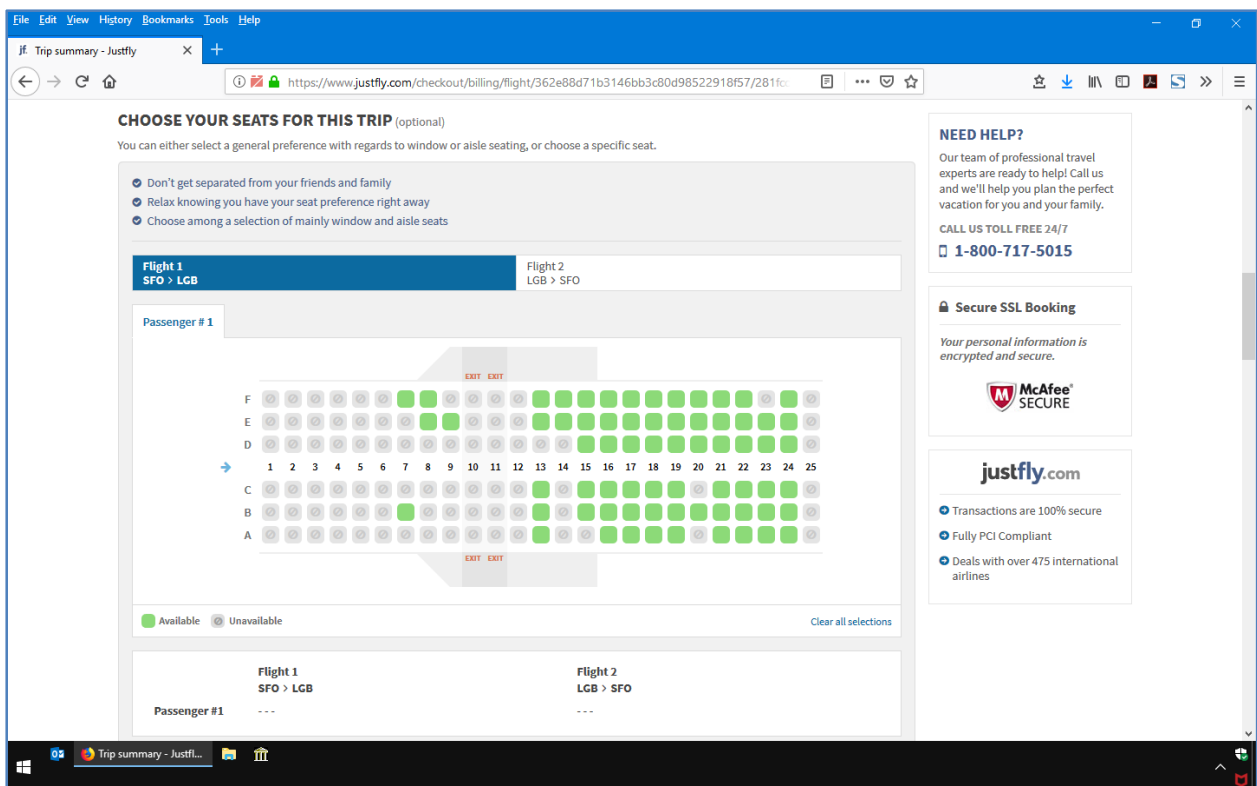 File Edit View History Bookmarks Tools Help
jf. Trip summary - Justfly
https://www.justfly.com/checkout/billing/flight/362e88d71b3146bb3c80d98522918f57/281fc
CHOOSE YOUR SEATS FOR THIS TRIP (optional)
You can either select a general preference with regards to window or aisle seating, or choose a specific seat.
Don't get separated from your friends and family
Relax knowing you have your seat preference right away
Choose among a selection of mainly window and aisle seats
Flight 1
SFO > LGB
Flight 2
LGB > SFO
Passenger # 1
EXIT EXIT
F
E
D
1 2 3 4 5 6 7 8 9 10 11 12 13 14 15 16 17 18 19 20 21 22 23 24 25
C
B
A
EXIT EXIT
Available Unavailable
Clear all selections
Flight 1
SFO > LGB
Flight 2
LGB > SFO
Passenger #1 - - - - - -
NEED HELP?
Our team of professional travel
experts are ready to help! Call us
and we'll help you plan the perfect
vacation for you and your family.
CALL US TOLL FREE 24/7
1-800-717-5015
Secure SSL Booking
Your personal information is
encrypted and secure.
McAfee®
SECURE
justfly.com
Transactions are 100% secure
Fully PCI Compliant
Deals with over 475 international
airlines
Trip summary - Justfl...